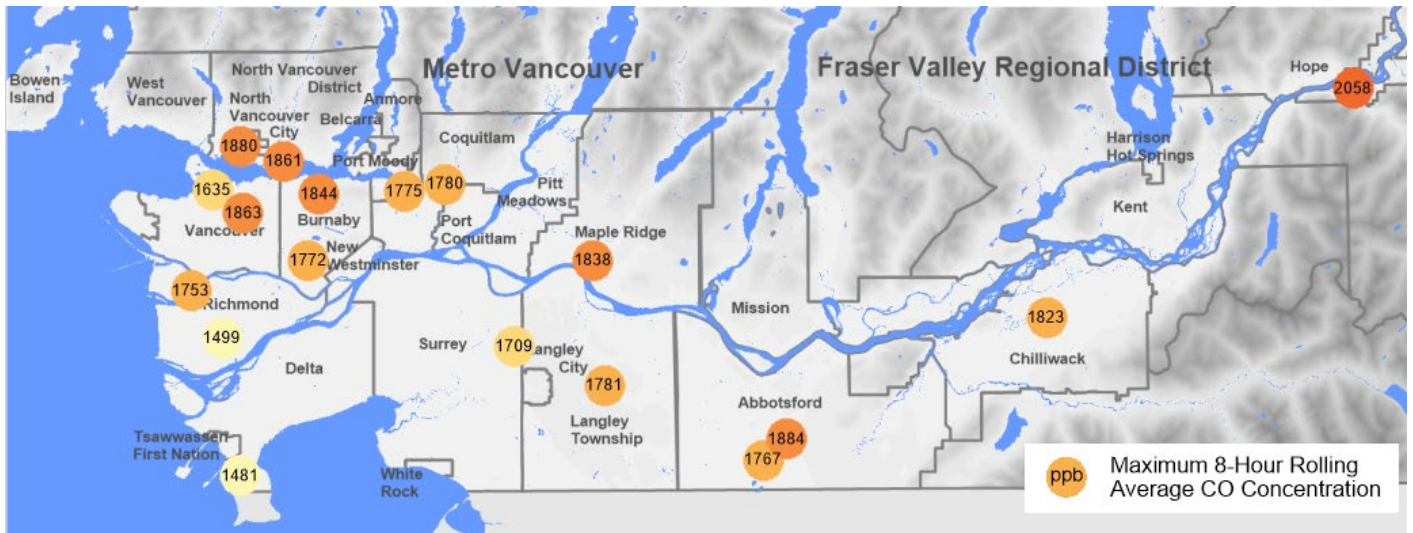 Metro Vancouver
Fraser Valley Regional District
Bowen
Island
West
Vancouver
North Vancouver
District
North
Vancouver
City
Anmore
Belcarra
Coquitlam
Port Moody
Hope
2058
Harrison
Hot Springs
Kent
1880
1861
1844
Burnaby
1775
1780
1635
1863
Vancouver
Pitt
Meadows
Port
Coquitlam
Maple Ridge
1838
1772
New
Westminster
1753
Richmond
1499
Delta
Surrey
1709
Langley
City
1781
Langley
Township
Mission
1823
Chilliwack
Abbotsford
1884
1767
Tsawwassen
First Nation
1481
White
Rock
ppb
Maximum 8-Hour Rolling
Average CO Concentration